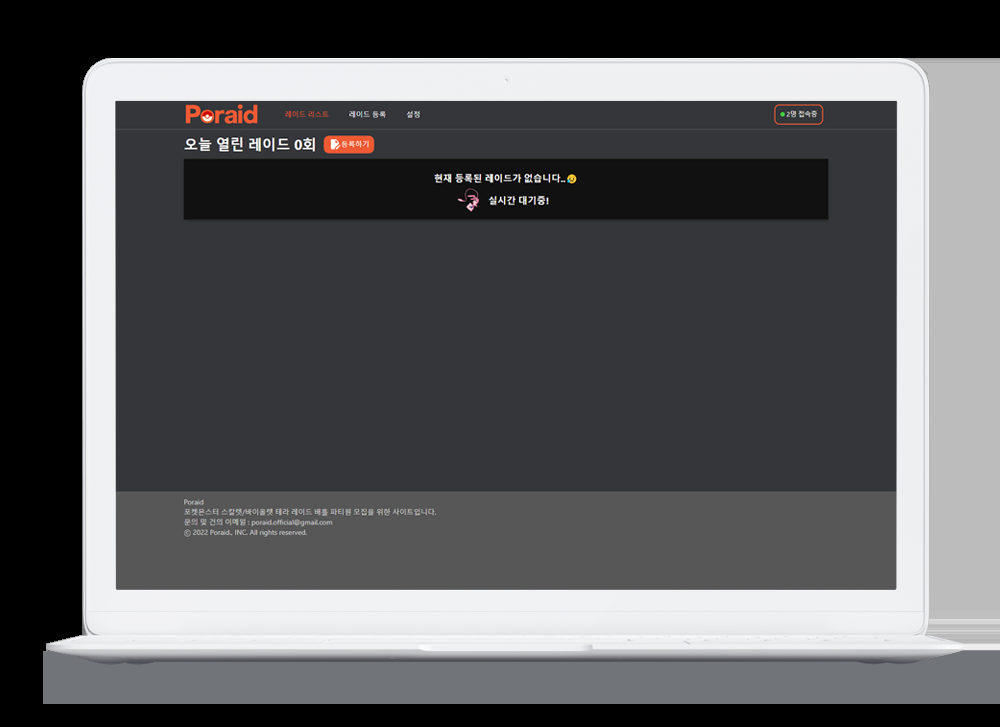 Poraid 레이드 리스트 레이드 등록 설정 2명 접속중
오늘 열린 레이드 0회 등록하기
현재 등록된 레이드가 없습니다..😥
실시간 대기중!
Poraid
포켓몬스터 스칼렛/바이올렛 테라 레이드 배틀 파티원 모집을 위한 사이트입니다.
문의 및 건의 이메일 : poraid.official@gmail.com
© 2022 Poraid., INC. All rights reserved.